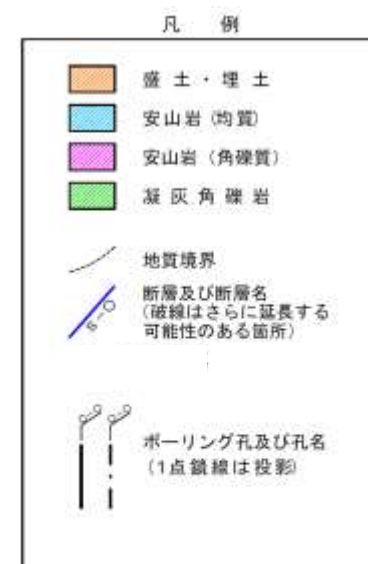 凡 例
盛 土 ・ 埋 土
安山岩 (均質)
安山岩 (角礫質)
凝 灰 角 礫 岩
地質境界
断層及び断層名
(破線はさらに延長する
可能性のある箇所)
S-O
ボーリング孔及び孔名
(1点鎖線は投影)